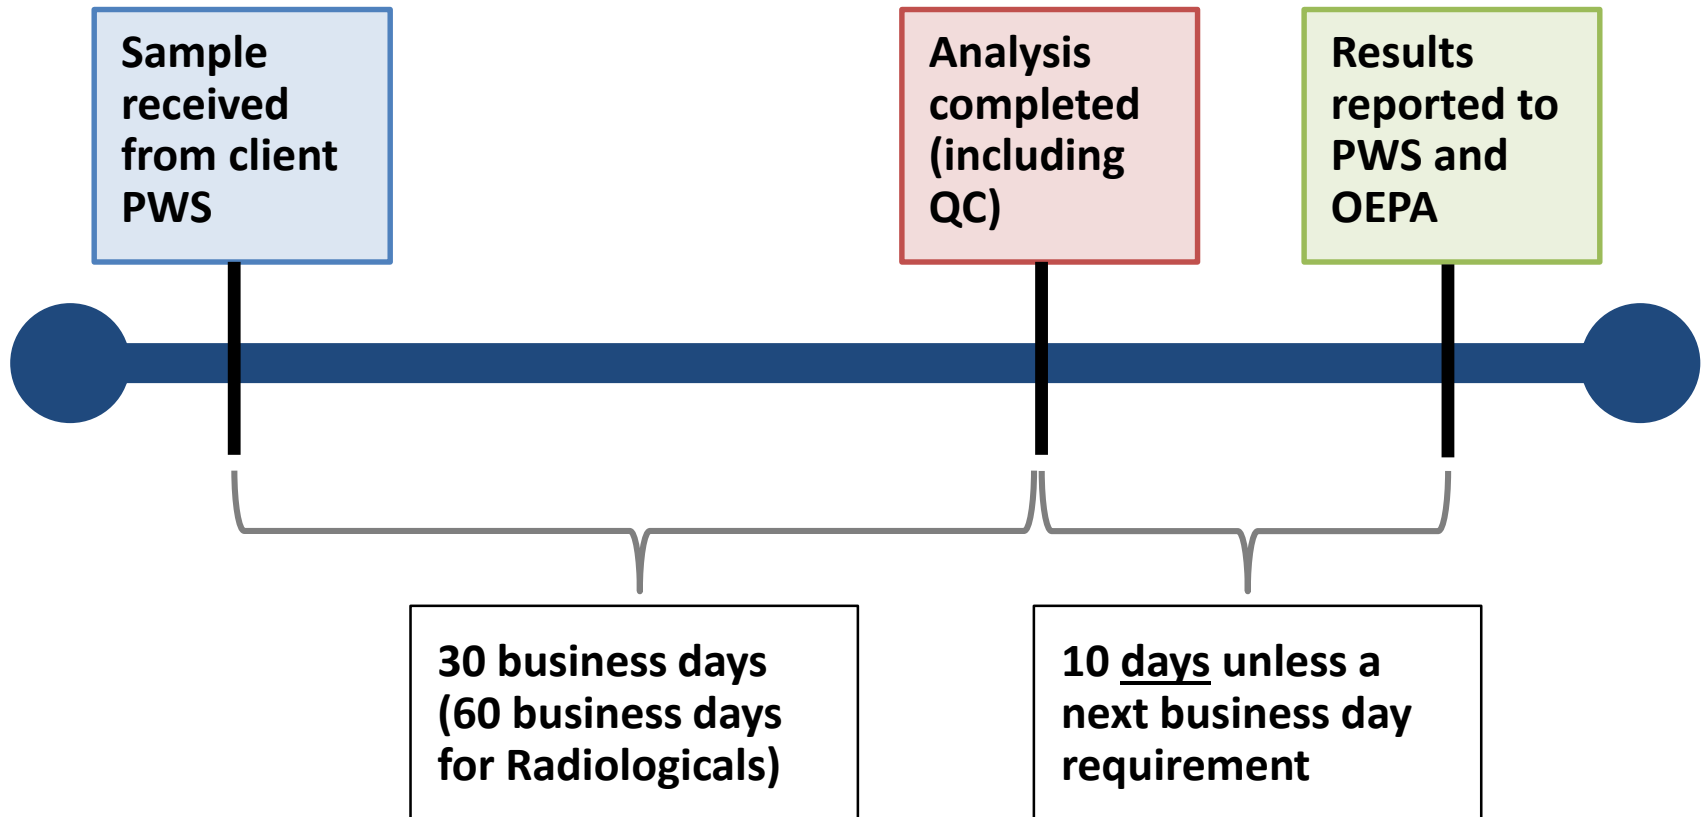 Sample
received
from client
PWS
Analysis
completed
(including
QC)
Results
reported to
PWS and
OEPA
30 business days
(60 business days
for Radiologicals)
10 days unless a
next business day
requirement